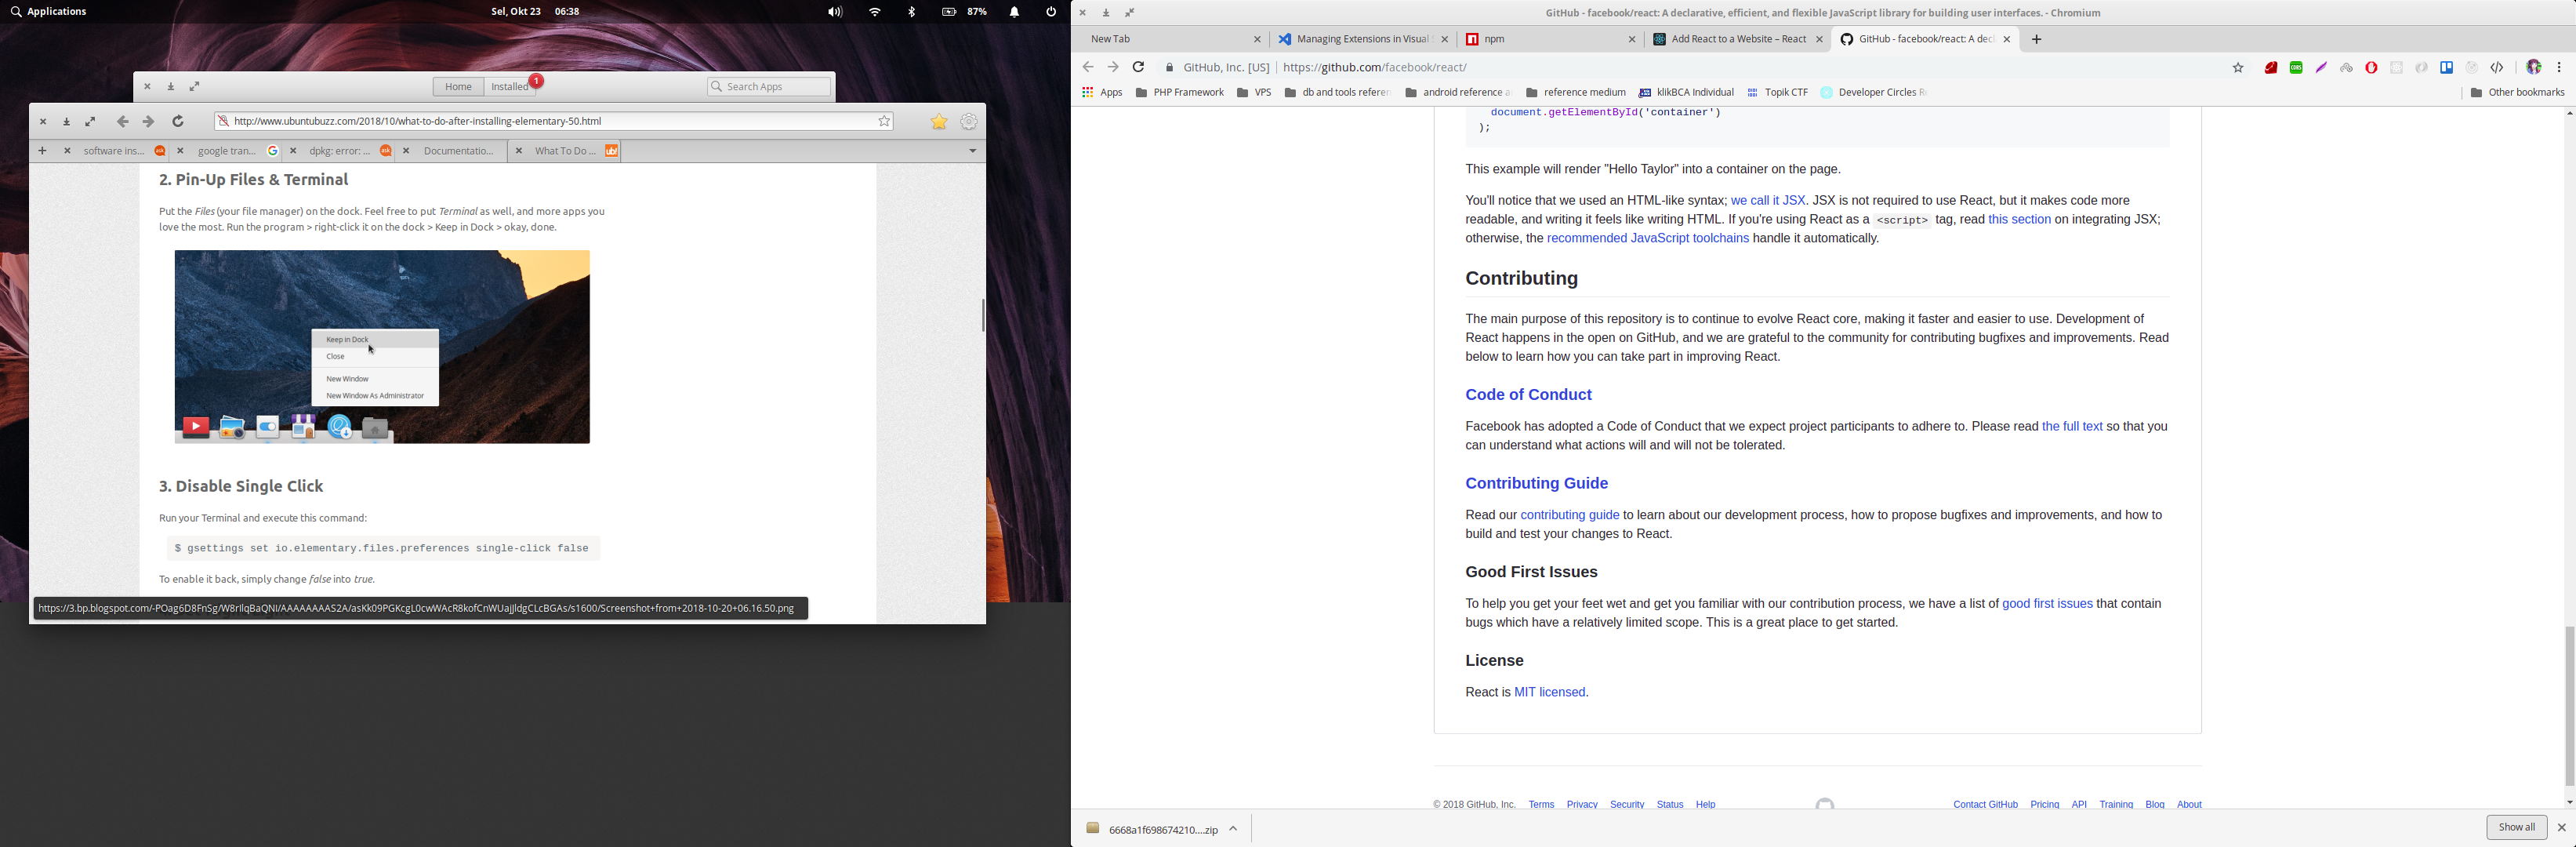 Applications
Sel, Okt 23 06:38
87%
Home
Installed
1
Search Apps
http://www.ubuntubuzz.com/2018/10/what-to-do-after-installing-elementary-50.html
software ins...
google tran...
dpkg: error: ...
Documentatio...
What To Do ...
2. Pin-Up Files & Terminal
Put the Files (your file manager) on the dock. Feel free to put Terminal as well, and more apps you
love the most. Run the program > right-click it on the dock > Keep in Dock > okay, done.
Keep in Dock
Close
New Window
New Window As Administrator
3. Disable Single Click
Run your Terminal and execute this command:
$ gsettings set io.elementary.files.preferences single-click false
To enable it back, simply change false into true.
GitHub - facebook/react: A declarative, efficient, and flexible JavaScript library for building user interfaces. - Chromium
New Tab
Managing Extensions in Visual
npm
Add React to a Website – React
GitHub - facebook/react: A decl
GitHub, Inc. [US] https://github.com/facebook/react/
Apps
PHP Framework
VPS
db and tools referen
android reference a
reference medium
klikBCA Individual
Topik CTF
Developer Circles
Other bookmarks
document.getElementById('container')
);
This example will render "Hello Taylor" into a container on the page.
You'll notice that we used an HTML-like syntax; we call it JSX. JSX is not required to use React, but it makes code more
readable, and writing it feels like writing HTML. If you're using React as a <script> tag, read this section on integrating JSX;
otherwise, the recommended JavaScript toolchains handle it automatically.
Contributing
The main purpose of this repository is to continue to evolve React core, making it faster and easier to use. Development of
React happens in the open on GitHub, and we are grateful to the community for contributing bugfixes and improvements. Read
below to learn how you can take part in improving React.
Code of Conduct
Facebook has adopted a Code of Conduct that we expect project participants to adhere to. Please read the full text so that you
can understand what actions will and will not be tolerated.
Contributing Guide
Read our contributing guide to learn about our development process, how to propose bugfixes and improvements, and how to
build and test your changes to React.
Good First Issues
To help you get your feet wet and get you familiar with our contribution process, we have a list of good first issues that contain
bugs which have a relatively limited scope. This is a great place to get started.
License
React is MIT licensed.
© 2018 GitHub, Inc. Terms Privacy Security Status Help
Contact GitHub Pricing API Training Blog About
6668a1f698674210....zip
Show all